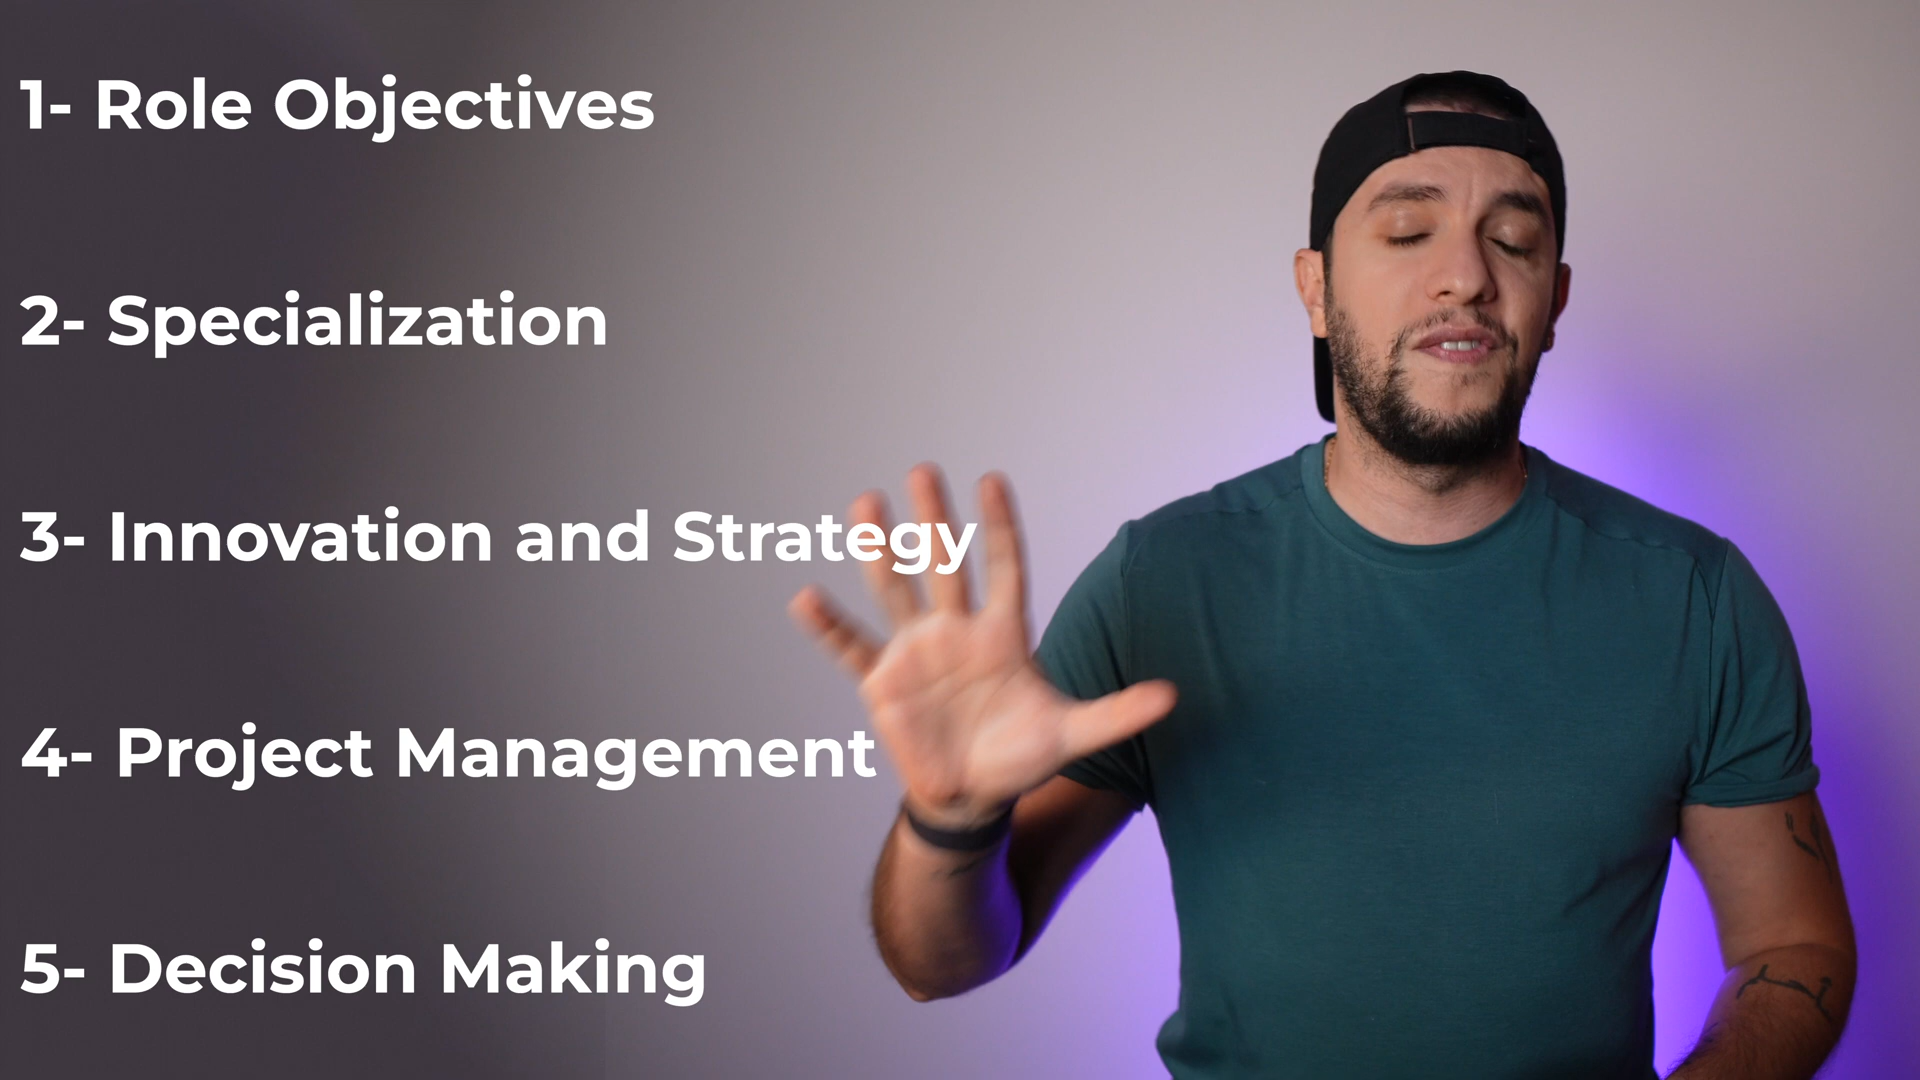 1- Role Objectives
2- Specialization
3- Innovation and Strategy
4- Project Management
5- Decision Making